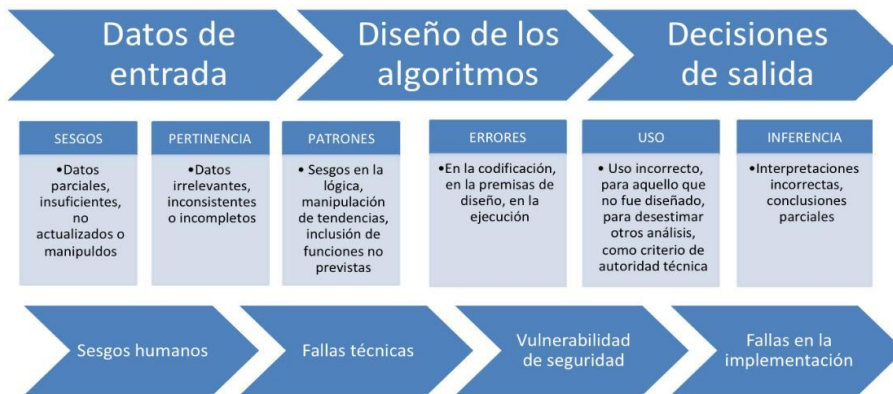 Datos de
entrada
Diseño de los
algoritmos
Decisiones
de salida
SESGOS
•Datos
parciales,
insuficientes,
no
actualizados o
manipuldos
PERTINENCIA
•Datos
irrelevantes,
inconsistentes
o incompletos
PATRONES
• Sesgos en la
lógica,
manipulación
de tendencias,
inclusión de
funciones no
previstas
ERRORES
•En la codificación,
en la premisas de
diseño, en la
ejecución
USO
• Uso incorrecto,
para aquello que
no fue diseñado,
para desestimar
otros análisis,
como criterio de
autoridad técnica
INFERENCIA
•Interpretaciones
incorrectas,
conclusiones
parciales
Sesgos humanos
Fallas técnicas
Vulnerabilidad
de seguridad
Fallas en la
implementación